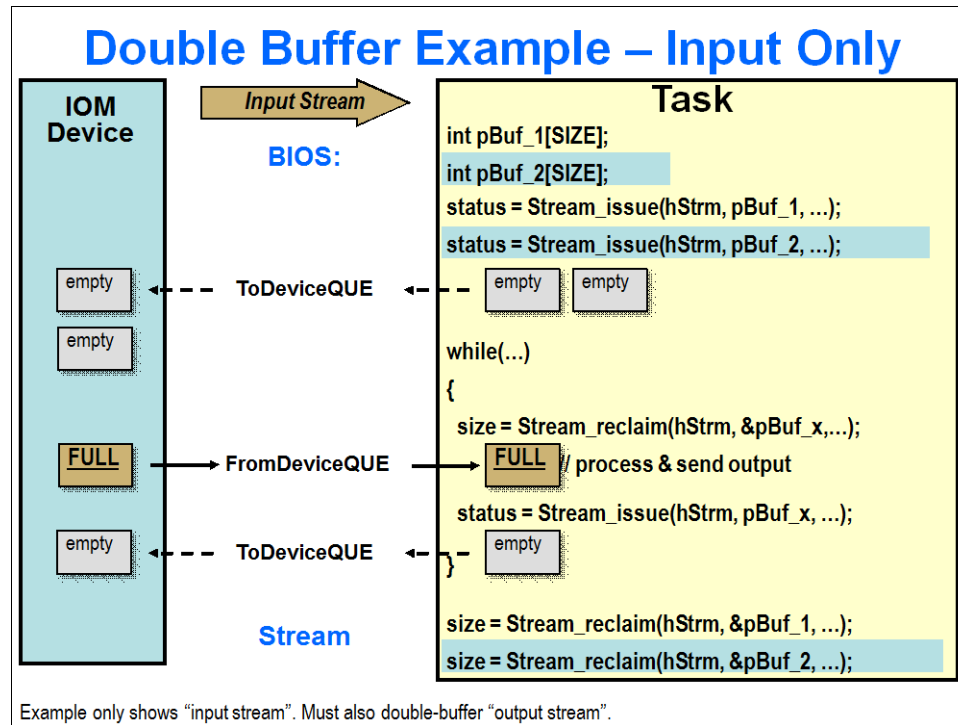 Double Buffer Example – Input Only
IOM
Device
Input Stream
BIOS:
Task
int pBuf_1[SIZE];
int pBuf_2[SIZE];
status = Stream_issue(hStrm, pBuf_1, …);
status = Stream_issue(hStrm, pBuf_2, …);
empty
ToDeviceQUE
empty
empty
empty
while(…)
{
size = Stream_reclaim(hStrm, &pBuf_x,…);
FULL
FromDeviceQUE
FULL
// process & send output
status = Stream_issue(hStrm, pBuf_x, …);
empty
ToDeviceQUE
empty
}
Stream
size = Stream_reclaim(hStrm, &pBuf_1, …);
size = Stream_reclaim(hStrm, &pBuf_2, …);
Example only shows “input stream”. Must also double-buffer “output stream”.